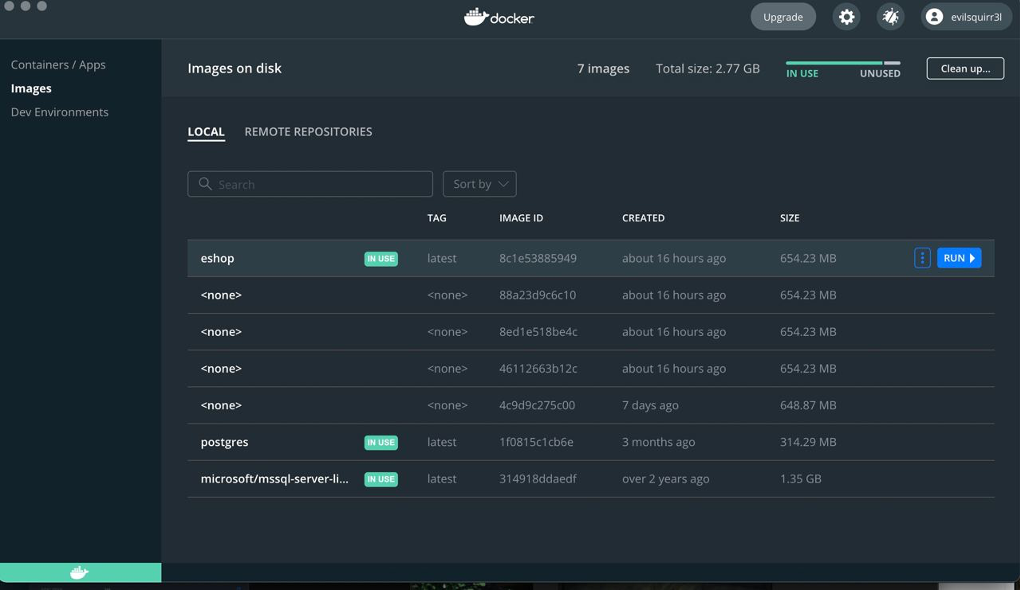 docker
Upgrade
evilsquirr3l
Containers / Apps
Images
Dev Environments
Images on disk
7 images
Total size: 2.77 GB
IN USE
UNUSED
Clean up...
LOCAL
REMOTE REPOSITORIES
Search
Sort by
TAG IMAGE ID CREATED SIZE
eshop IN USE latest 8c1e53885949 about 16 hours ago 654.23 MB RUN
<none> <none> 88a23d9c6c10 about 16 hours ago 654.23 MB
<none> <none> 8ed1e518be4c about 16 hours ago 654.23 MB
<none> <none> 46112663b12c about 16 hours ago 654.23 MB
<none> <none> 4c9d9c275c00 7 days ago 648.87 MB
postgres IN USE latest 1f0815c1cb6e 3 months ago 314.29 MB
microsoft/mssql-server-li... IN USE latest 314918ddaedf over 2 years ago 1.35 GB